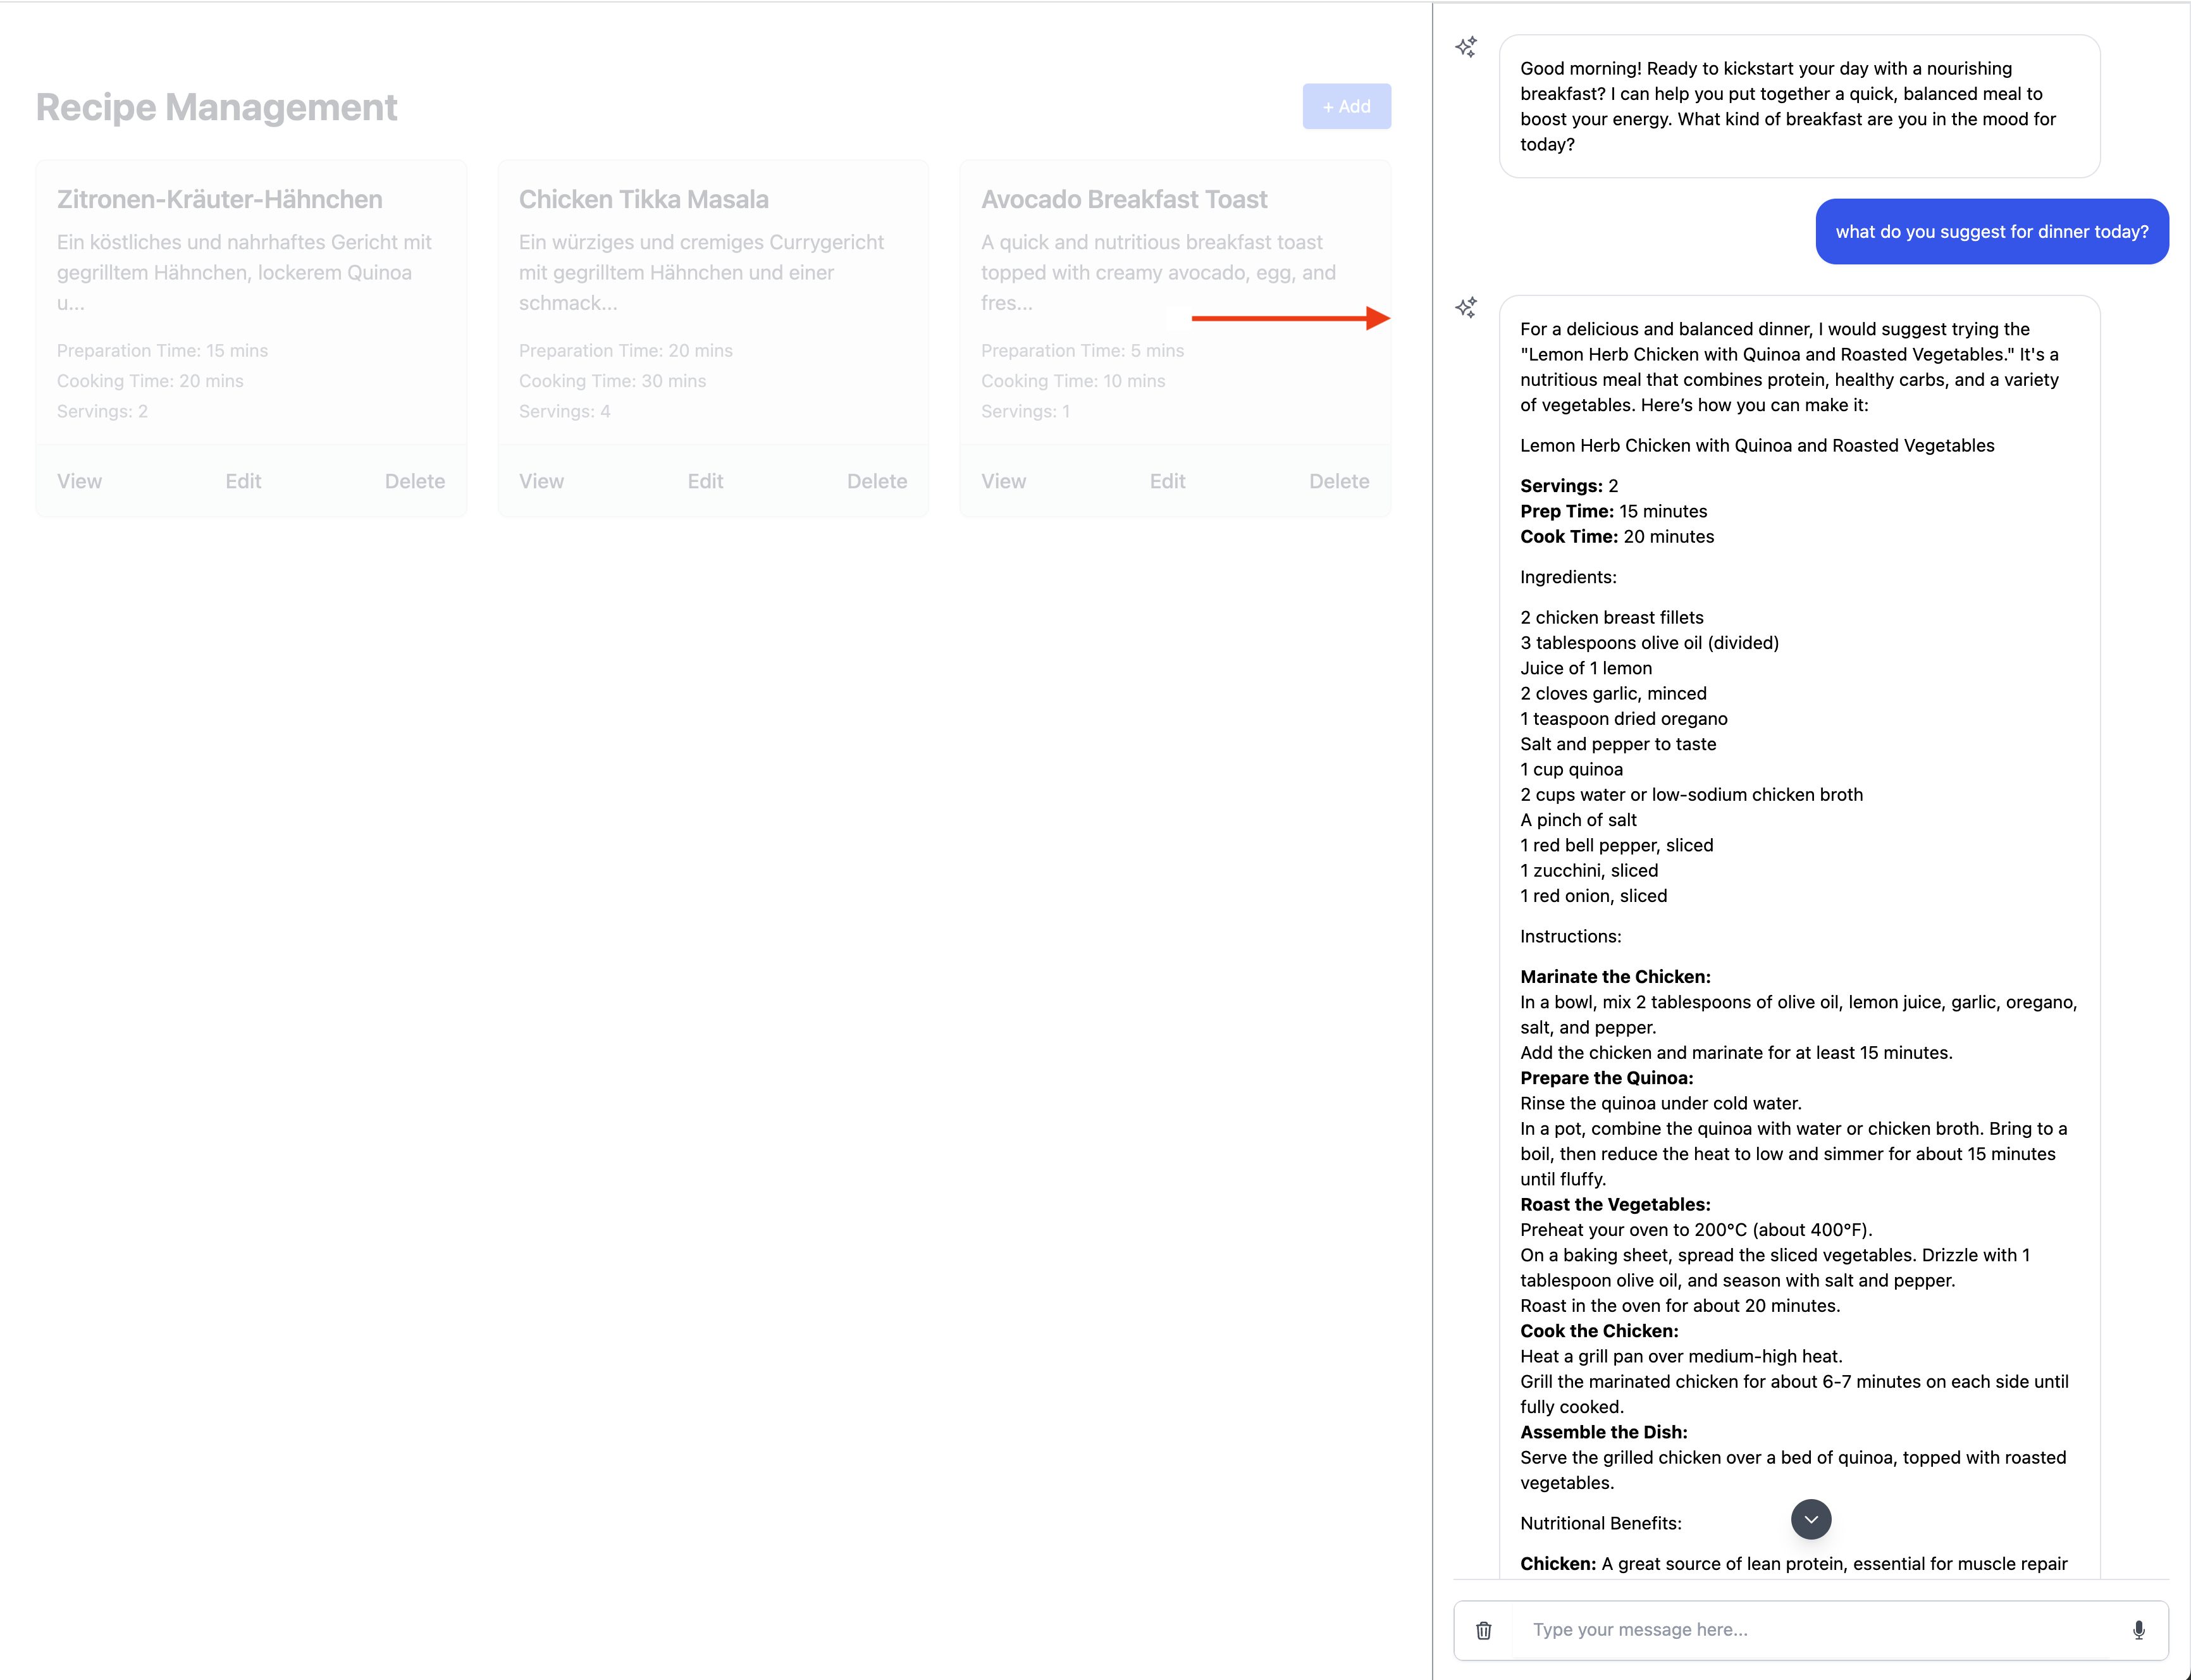 Recipe Management
+ Add
Zitronen-Kräuter-Hähnchen
Ein köstliches und nahrhaftes Gericht mit
gegrilltem Hähnchen, lockerem Quinoa
u...
Preparation Time: 15 mins
Cooking Time: 20 mins
Servings: 2
View Edit Delete
Chicken Tikka Masala
Ein würziges und cremiges Currygericht
mit gegrilltem Hähnchen und einer
schmack...
Preparation Time: 20 mins
Cooking Time: 30 mins
Servings: 4
View Edit Delete
Avocado Breakfast Toast
A quick and nutritious breakfast toast
topped with creamy avocado, egg, and
fres...
Preparation Time: 5 mins
Cooking Time: 10 mins
Servings: 1
View Edit Delete
Good morning! Ready to kickstart your day with a nourishing
breakfast? I can help you put together a quick, balanced meal to
boost your energy. What kind of breakfast are you in the mood for
today?
what do you suggest for dinner today?
For a delicious and balanced dinner, I would suggest trying the
"Lemon Herb Chicken with Quinoa and Roasted Vegetables." It's a
nutritious meal that combines protein, healthy carbs, and a variety
of vegetables. Here’s how you can make it:
Lemon Herb Chicken with Quinoa and Roasted Vegetables
Servings: 2
Prep Time: 15 minutes
Cook Time: 20 minutes
Ingredients:
2 chicken breast fillets
3 tablespoons olive oil (divided)
Juice of 1 lemon
2 cloves garlic, minced
1 teaspoon dried oregano
Salt and pepper to taste
1 cup quinoa
2 cups water or low-sodium chicken broth
A pinch of salt
1 red bell pepper, sliced
1 zucchini, sliced
1 red onion, sliced
Instructions:
Marinate the Chicken:
In a bowl, mix 2 tablespoons of olive oil, lemon juice, garlic, oregano,
salt, and pepper.
Add the chicken and marinate for at least 15 minutes.
Prepare the Quinoa:
Rinse the quinoa under cold water.
In a pot, combine the quinoa with water or chicken broth. Bring to a
boil, then reduce the heat to low and simmer for about 15 minutes
until fluffy.
Roast the Vegetables:
Preheat your oven to 200°C (about 400°F).
On a baking sheet, spread the sliced vegetables. Drizzle with 1
tablespoon olive oil, and season with salt and pepper.
Roast in the oven for about 20 minutes.
Cook the Chicken:
Heat a grill pan over medium-high heat.
Grill the marinated chicken for about 6-7 minutes on each side until
fully cooked.
Assemble the Dish:
Serve the grilled chicken over a bed of quinoa, topped with roasted
vegetables.
Nutritional Benefits:
Chicken: A great source of lean protein, essential for muscle repair
Type your message here...